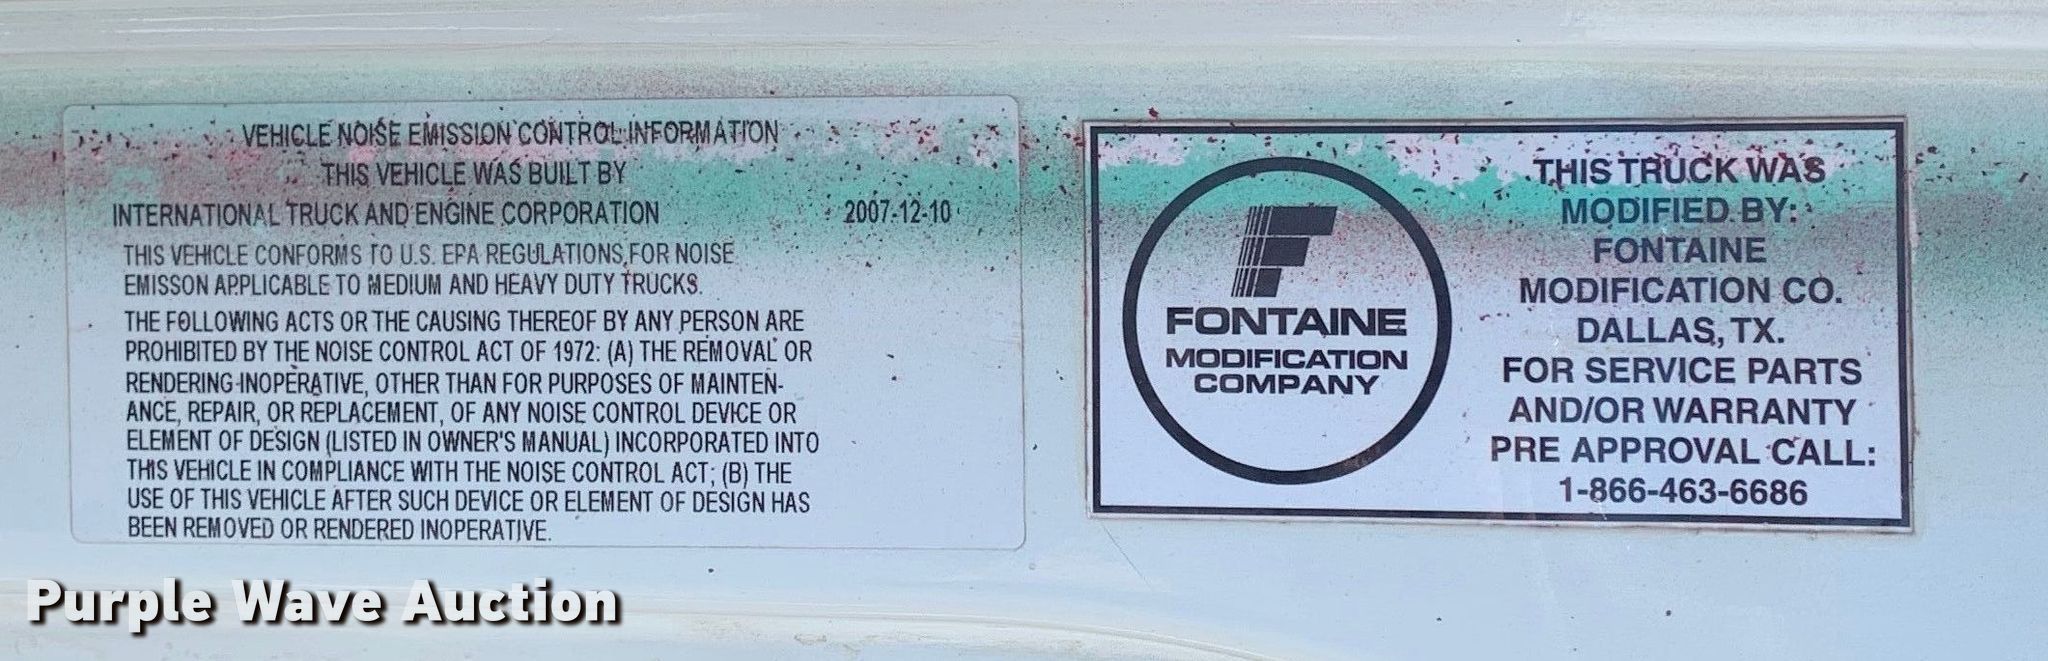 VEHICLE NOISE EMISSION CONTROL INFORMATION
THIS VEHICLE WAS BUILT BY
INTERNATIONAL TRUCK AND ENGINE CORPORATION 2007-12-10
THIS VEHICLE CONFORMS TO U.S. EPA REGULATIONS FOR NOISE
EMISSON APPLICABLE TO MEDIUM AND HEAVY DUTY TRUCKS.
THE FOLLOWING ACTS OR THE CAUSING THEREOF BY ANY PERSON ARE
PROHIBITED BY THE NOISE CONTROL ACT OF 1972: (A) THE REMOVAL OR
RENDERING INOPERATIVE, OTHER THAN FOR PURPOSES OF MAINTEN-
ANCE, REPAIR, OR REPLACEMENT, OF ANY NOISE CONTROL DEVICE OR
ELEMENT OF DESIGN (LISTED IN OWNER'S MANUAL) INCORPORATED INTO
THIS VEHICLE IN COMPLIANCE WITH THE NOISE CONTROL ACT; (B) THE
USE OF THIS VEHICLE AFTER SUCH DEVICE OR ELEMENT OF DESIGN HAS
BEEN REMOVED OR RENDERED INOPERATIVE.
F
FONTAINE
MODIFICATION
COMPANY
THIS TRUCK WAS
MODIFIED BY:
FONTAINE
MODIFICATION CO.
DALLAS, TX.
FOR SERVICE PARTS
AND/OR WARRANTY
PRE APPROVAL CALL:
1-866-463-6686
Purple Wave Auction